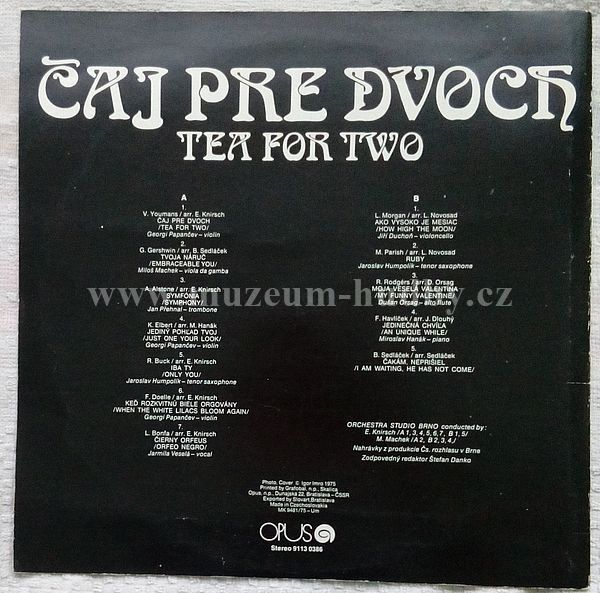 ČAJ PRE DVOCH
TEA FOR TWO
A
1.
V. Youmans / arr. E. Knirsch
ČAJ PRE DVOCH
/TEA FOR TWO/
Georgi Papančev – violin
2.
G. Gershwin / arr. B. Sedláček
TVOJA NÁRUČ
/EMBRACEABLE YOU/
Miloš Machek – viola da gamba
3.
A. Alstone / arr. E. Knirsch
SYMFÓNIA
/SYMPHONY/
Jan Přehnal – trombone
4.
K. Elbert / arr. M. Hanák
JEDINÝ POHĽAD TVOJ
/JUST ONE YOUR LOOK/
Georgi Papančev – violin
5.
R. Buck / arr. E. Knirsch
IBA TY
/ONLY YOU/
Jaroslav Humpolík – tenor saxophone
6.
F. Doelle / arr. E. Knirsch
KEĎ ROZKVITNÚ BIELE ORGOVÁNY
/WHEN THE WHITE LILACS BLOOM AGAIN/
Georgi Papančev – violin
7.
L. Bonfa / arr. E. Knirsch
ČIERNY ORFEUS
/ORFEO NEGRO/
Jarmila Veselá – vocal
B
1.
L. Morgan / arr. L. Novosad
AKO VYSOKO JE MESIAC
/HOW HIGH THE MOON/
Jiří Duchoň – violoncello
2.
M. Parish / arr. L. Novosad
RUBY
Jaroslav Humpolík – tenor saxophone
3.
R. Rodgers / arr. D. Orsag
MOJA VESELÁ VALENTINA
/MY FUNNY VALENTINE/
Dušan Orsag – alto flute
4.
F. Havlíček / arr. J. Dlouhý
JEDINEČNÁ CHVÍĽA
/AN UNIQUE WHILE/
Miroslav Hanák – piano
5.
B. Sedláček / arr. Sedláček
ČAKÁM, NEPRIŠIEL
/I AM WAITING, HE HAS NOT COME/
ORCHESTRA STUDIO BRNO conducted by:
E. Knirsch / A 1, 3, 4, 5, 6, 7, B 1, 5/
M. Machek / A 2, B 2, 3, 4,/
Nahrávky z produkcie Čs. rozhlasu v Brne
Zodpovedný redaktor Štefan Danko
www.muzeum-hudby.cz
Photo, Cover © Igor Imro 1975
Printed by Grafobal, n.p., Skalica
Opus, n.p., Dunajská 22, Bratislava – ČSSR
Exported by Slovart, Bratislava
Made in Czechoslovakia
MK 9481/75 – Um
OPUS
Stereo 9113 0386